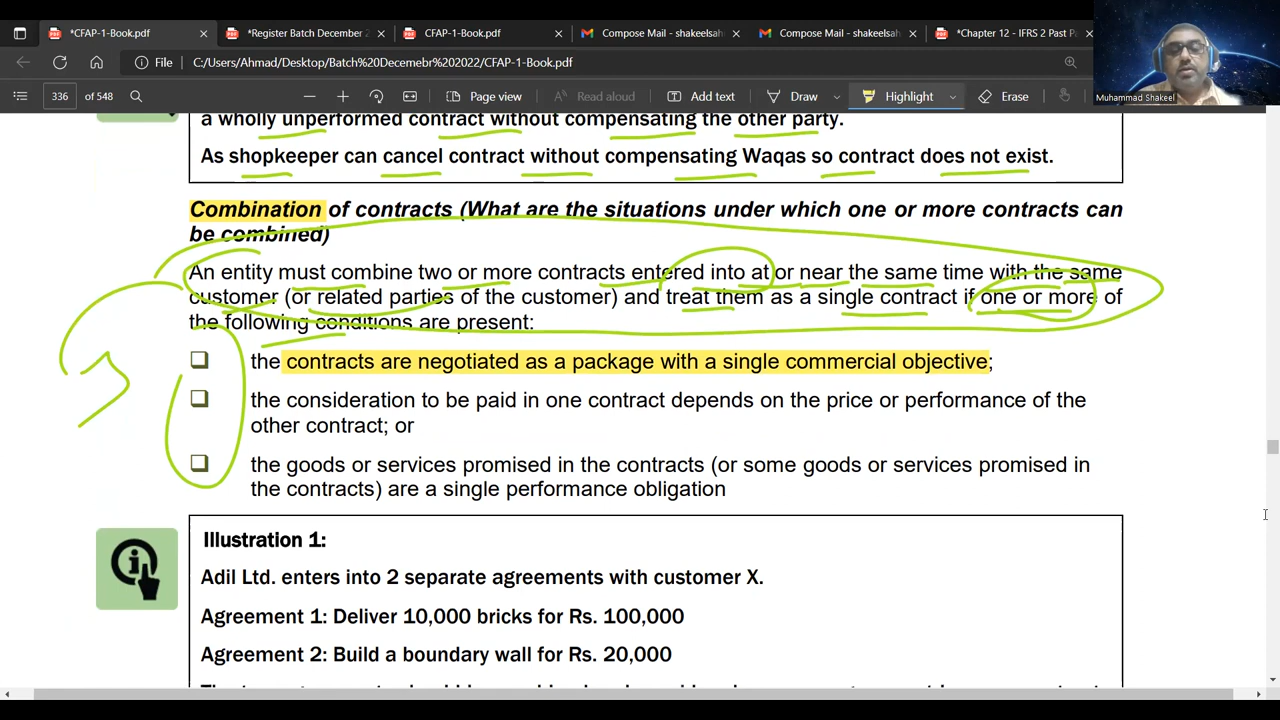 *CFAP-1-Book.pdf
*Register Batch December 2
CFAP-1-Book.pdf
Compose Mail - shakeelsah
Compose Mail - shakeelsah
*Chapter 12 - IFRS 2 Past Pa
File C:/Users/Ahmad/Desktop/Batch%20Decemebr%202022/CFAP-1-Book.pdf
336 of 548 Page view Read aloud Add text Draw Highlight Erase
Muhammad Shakeel
a wholly unperformed contract without compensating the other party.
As shopkeeper can cancel contract without compensating Waqas so contract does not exist.
Combination of contracts (What are the situations under which one or more contracts can
be combined)
An entity must combine two or more contracts entered into at or near the same time with the same
customer (or related parties of the customer) and treat them as a single contract if one or more of
the following conditions are present:
the contracts are negotiated as a package with a single commercial objective;
the consideration to be paid in one contract depends on the price or performance of the
other contract; or
the goods or services promised in the contracts (or some goods or services promised in
the contracts) are a single performance obligation
Illustration 1:
Adil Ltd. enters into 2 separate agreements with customer X.
Agreement 1: Deliver 10,000 bricks for Rs. 100,000
Agreement 2: Build a boundary wall for Rs. 20,000